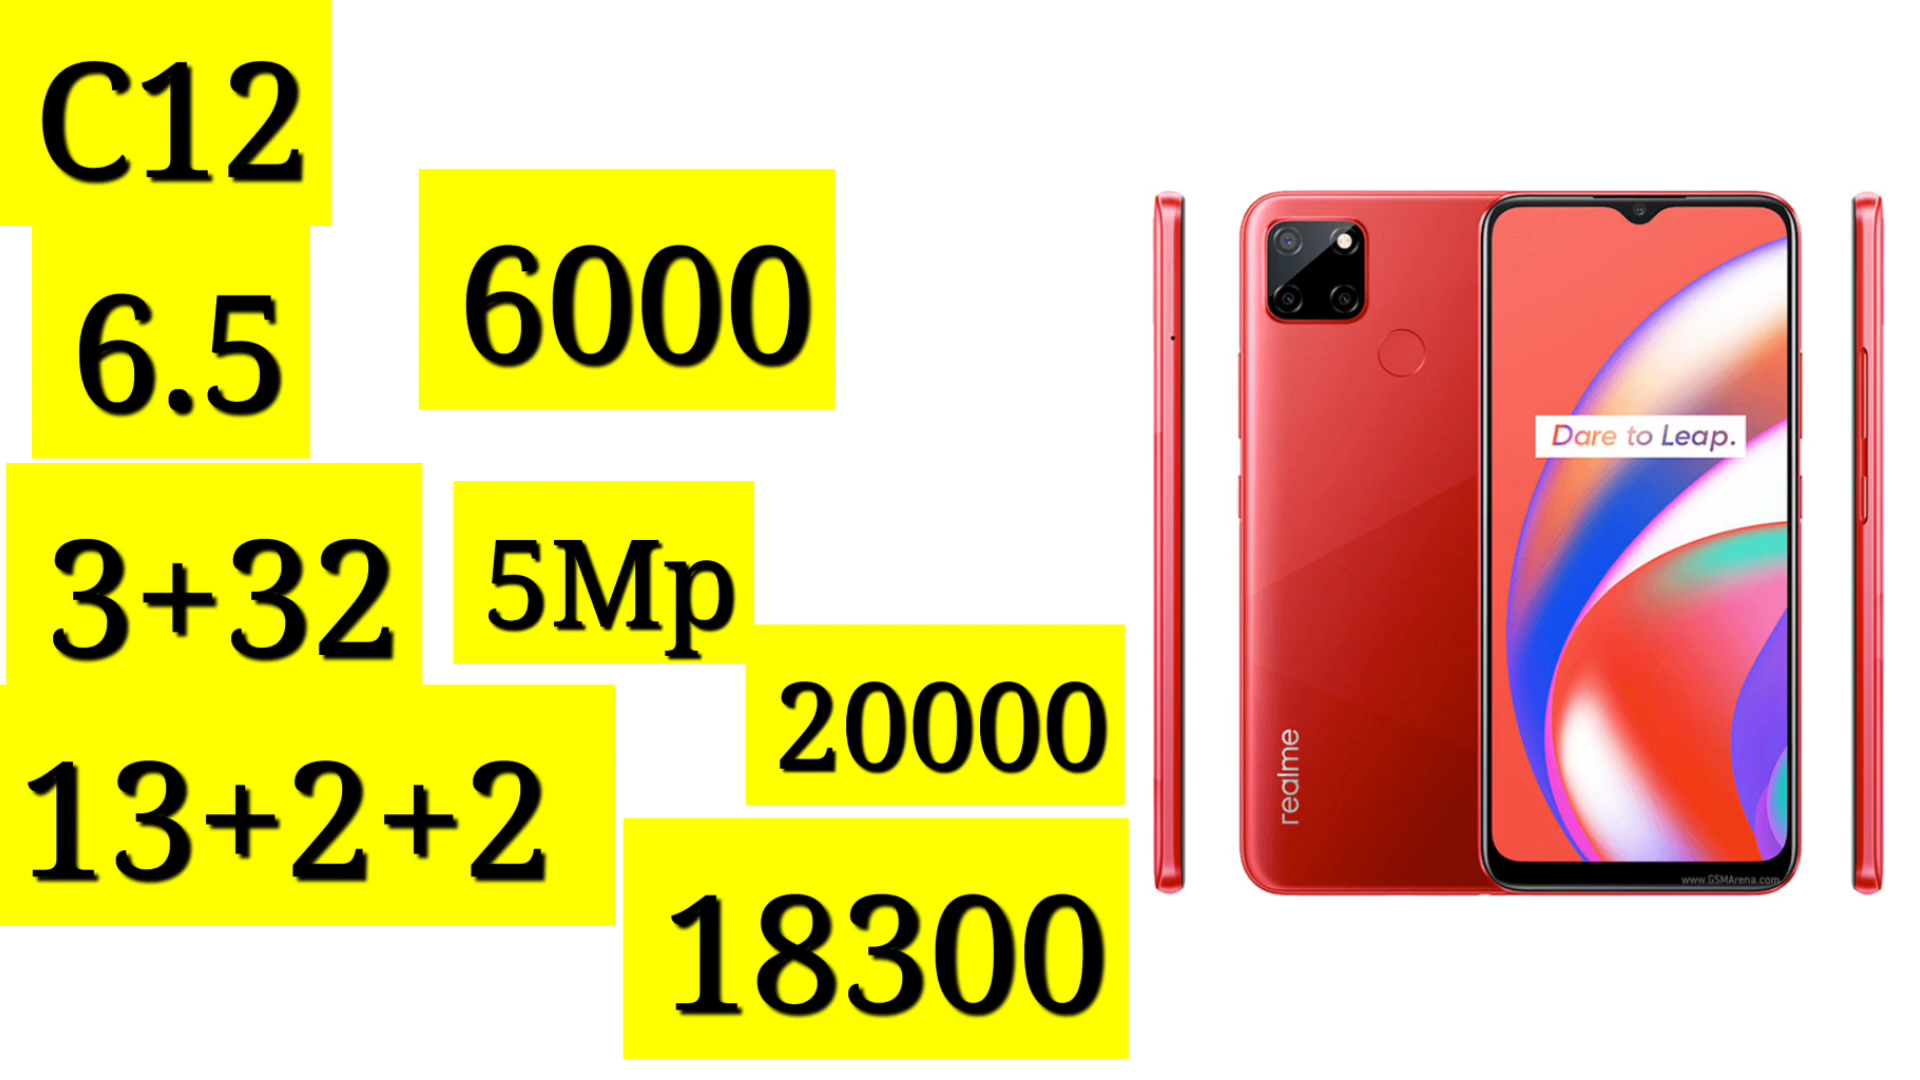 C12
6.5
6000
3+32
5Mp
20000
13+2+2
18300
Dare to Leap.
realme
www.GSMArena.com